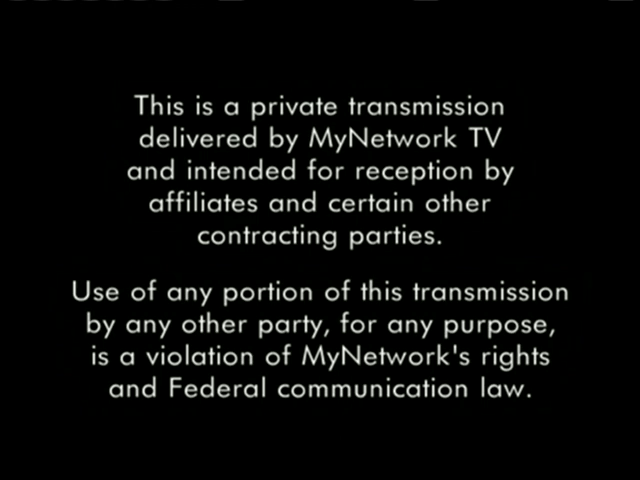 This is a private transmission
delivered by MyNetwork TV
and intended for reception by
affiliates and certain other
contracting parties.
Use of any portion of this transmission
by any other party, for any purpose,
is a violation of MyNetwork's rights
and Federal communication law.